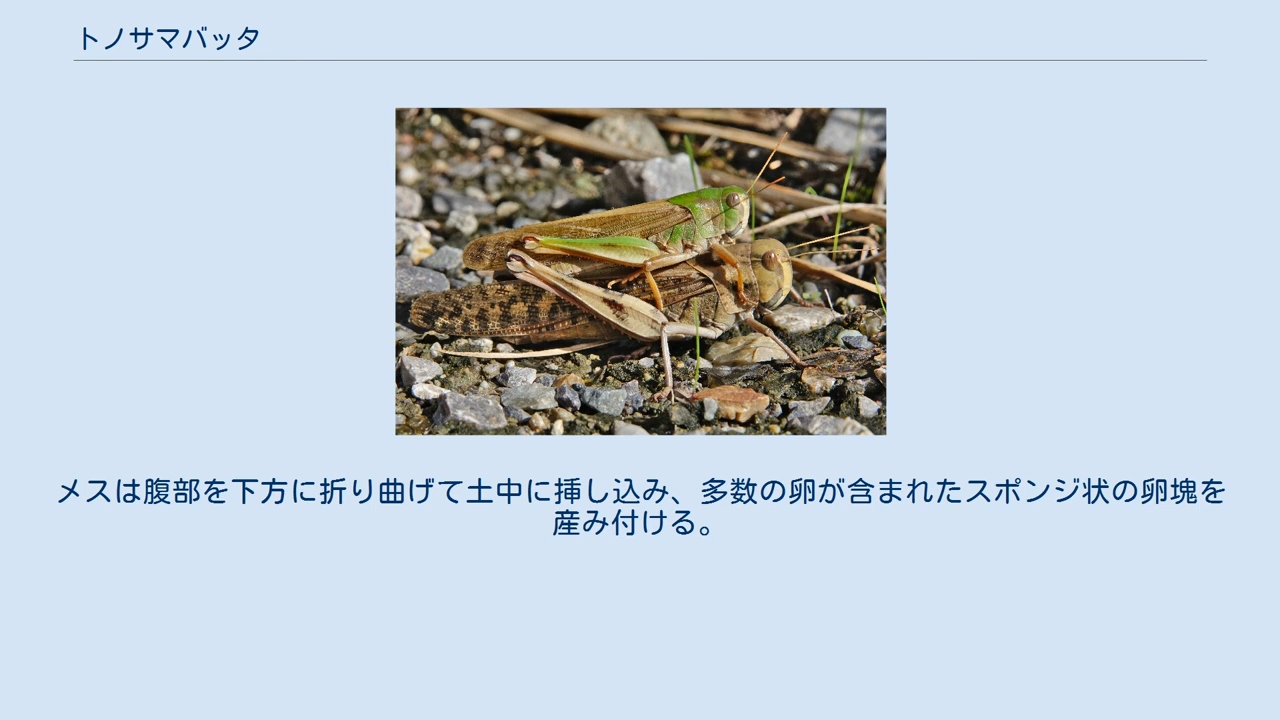 トノサマバッタ
メスは腹部を下方に折り曲げて土中に挿し込み、多数の卵が含まれたスポンジ状の卵塊を
産み付ける。